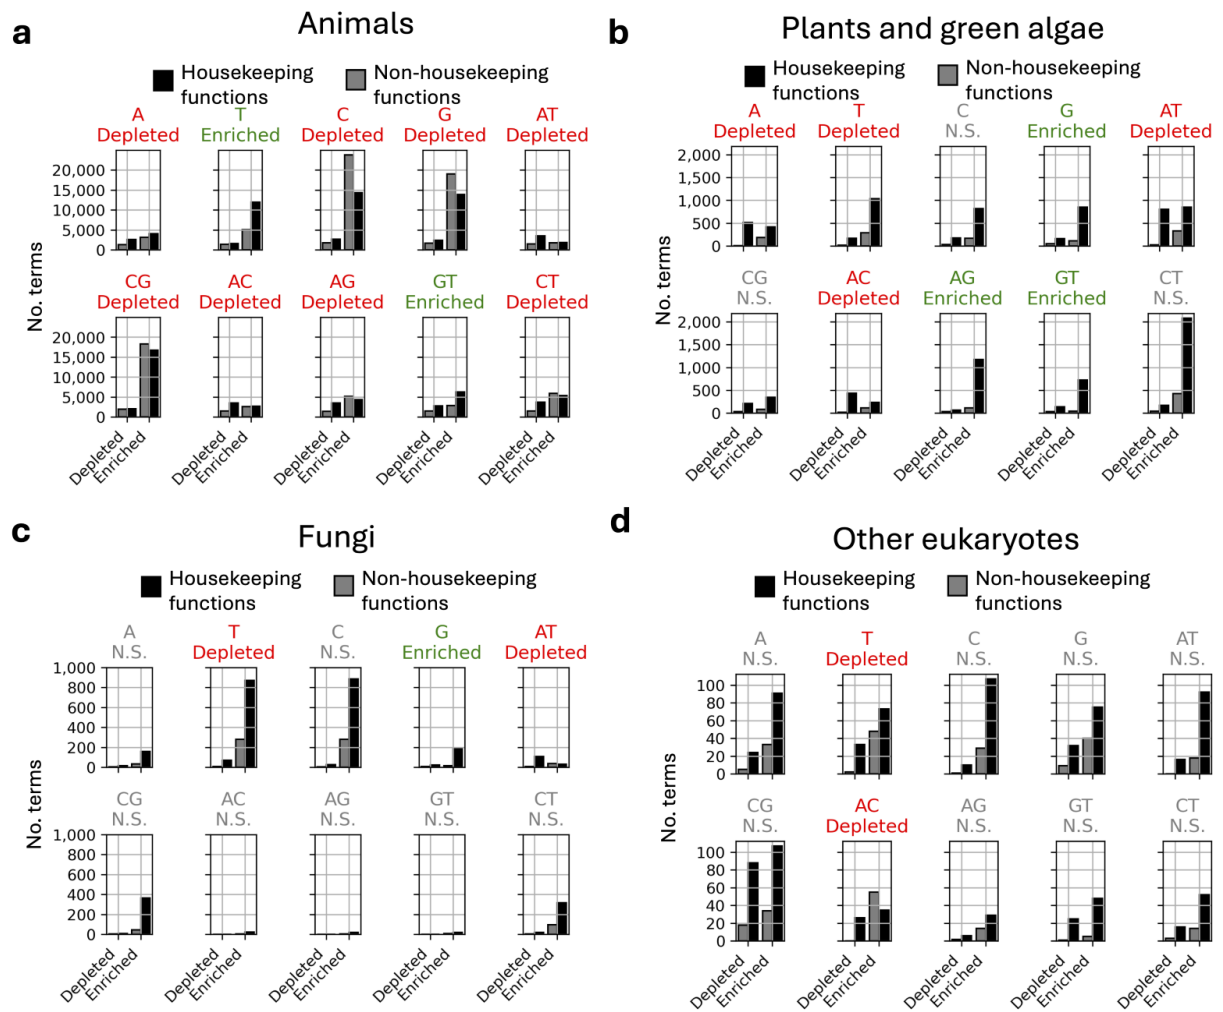 a
Animals
Housekeeping functions
Non-housekeeping functions
A
Depleted
T
Enriched
C
Depleted
G
Depleted
AT
Depleted
20,000
15,000
10,000
5,000
0
No. terms
CG
Depleted
AC
Depleted
AG
Depleted
GT
Enriched
CT
Depleted
20,000
15,000
10,000
5,000
0
Depleted
Enriched
Depleted
Enriched
Depleted
Enriched
Depleted
Enriched
Depleted
Enriched
b
Plants and green algae
Housekeeping functions
Non-housekeeping functions
A
Depleted
T
Depleted
C
N.S.
G
Enriched
AT
Depleted
2,000
1,500
1,000
500
0
No. terms
CG
N.S.
AC
Depleted
AG
Enriched
GT
Enriched
CT
N.S.
2,000
1,500
1,000
500
0
Depleted
Enriched
Depleted
Enriched
Depleted
Enriched
Depleted
Enriched
Depleted
Enriched
c
Fungi
Housekeeping functions
Non-housekeeping functions
A
N.S.
T
Depleted
C
N.S.
G
Enriched
AT
Depleted
1,000
800
600
400
200
0
No. terms
CG
N.S.
AC
N.S.
AG
N.S.
GT
N.S.
CT
N.S.
1,000
800
600
400
200
0
Depleted
Enriched
Depleted
Enriched
Depleted
Enriched
Depleted
Enriched
Depleted
Enriched
d
Other eukaryotes
Housekeeping functions
Non-housekeeping functions
A
N.S.
T
Depleted
C
N.S.
G
N.S.
AT
N.S.
100
80
60
40
20
0
No. terms
CG
N.S.
AC
Depleted
AG
N.S.
GT
N.S.
CT
N.S.
100
80
60
40
20
0
Depleted
Enriched
Depleted
Enriched
Depleted
Enriched
Depleted
Enriched
Depleted
Enriched